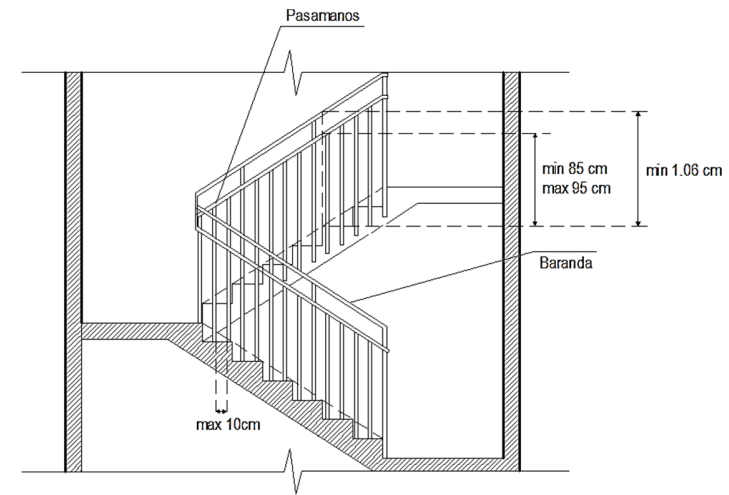 Pasamanos
min 85 cm
max 95 cm
min 1.06 cm
Baranda
max 10cm